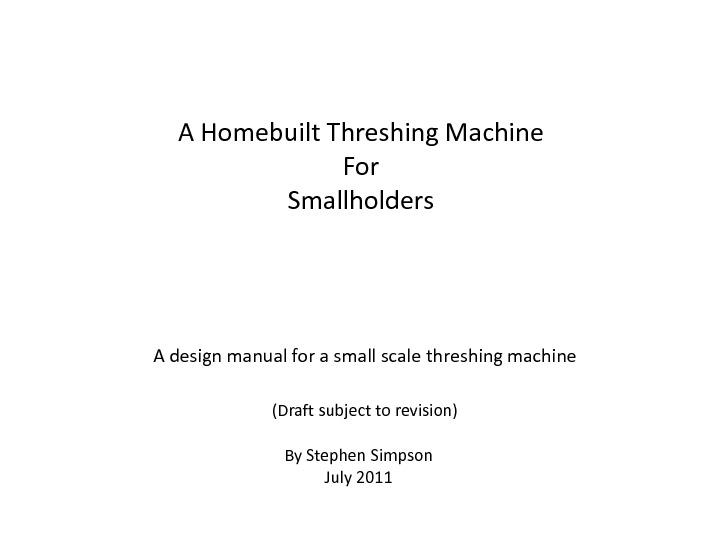 A Homebuilt Threshing Machine
For
Smallholders
A design manual for a small scale threshing machine
(Draft subject to revision)
By Stephen Simpson
July 2011